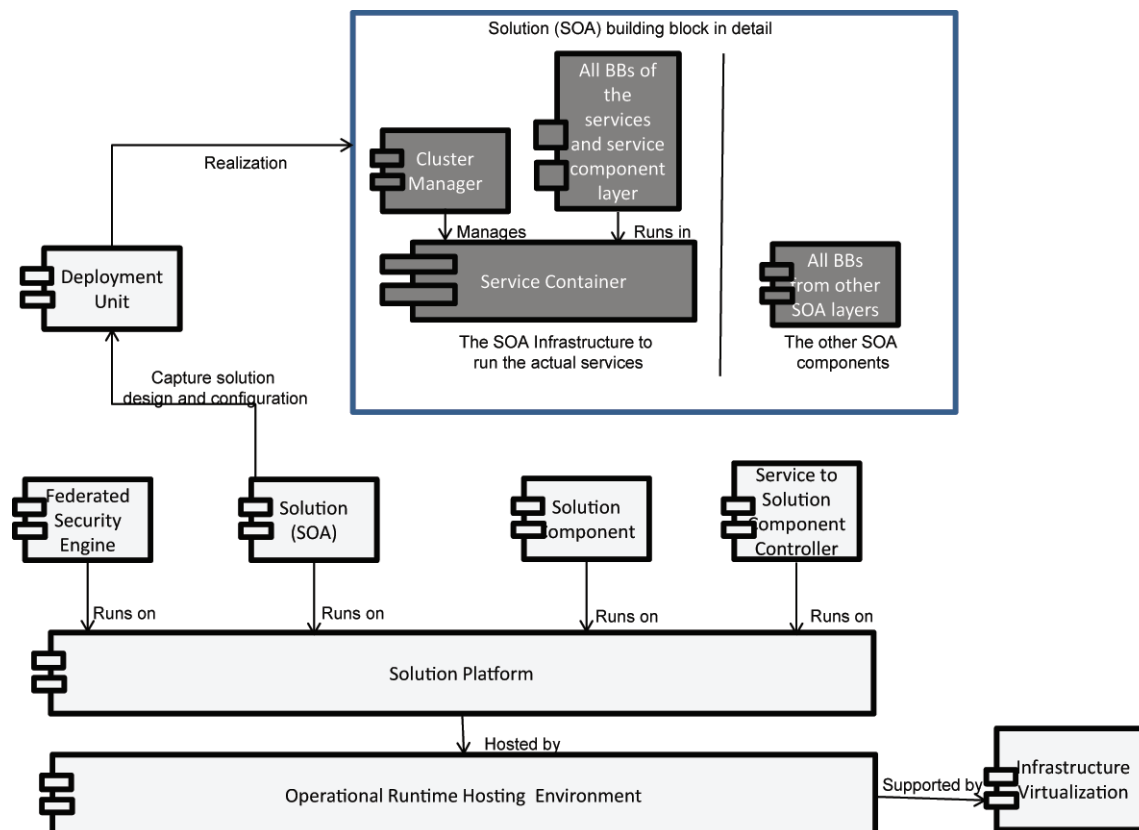 Solution (SOA) building block in detail
All BBs of
the
services
and service
component
layer
Cluster
Manager
Realization
Manages
Runs in
Service Container
All BBs
from other
SOA layers
Deployment
Unit
The SOA Infrastructure to
run the actual services
The other SOA
components
Capture solution
design and configuration
Federated
Security
Engine
Solution
(SOA)
Solution
Component
Service to
Solution
Component
Controller
Runs on
Runs on
Runs on
Runs on
Solution Platform
Hosted by
Operational Runtime Hosting Environment
Supported by
Infrastructure
Virtualization